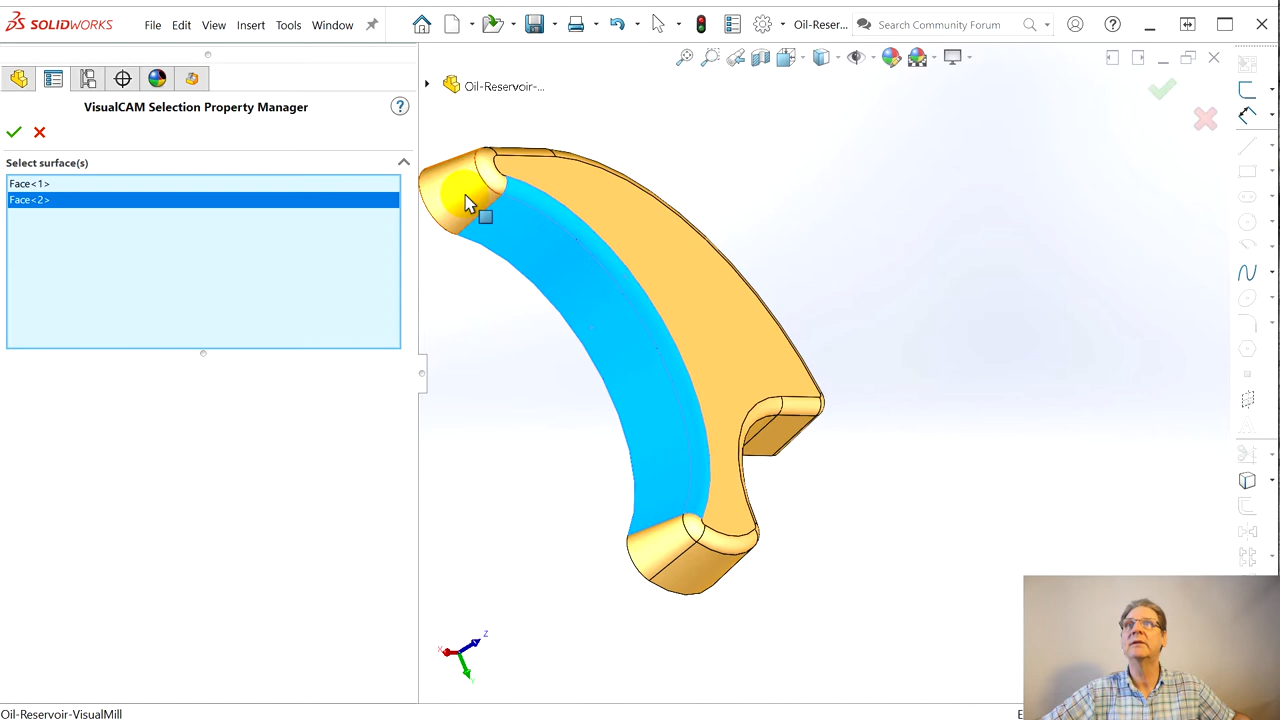 SOLIDWORKS File Edit View Insert Tools Window Oil-Reser... Search Community Forum
VisualCAM Selection Property Manager
Select surface(s)
Face<1>
Face<2>
Oil-Reservoir-...
Z
X
Oil-Reservoir-VisualMill